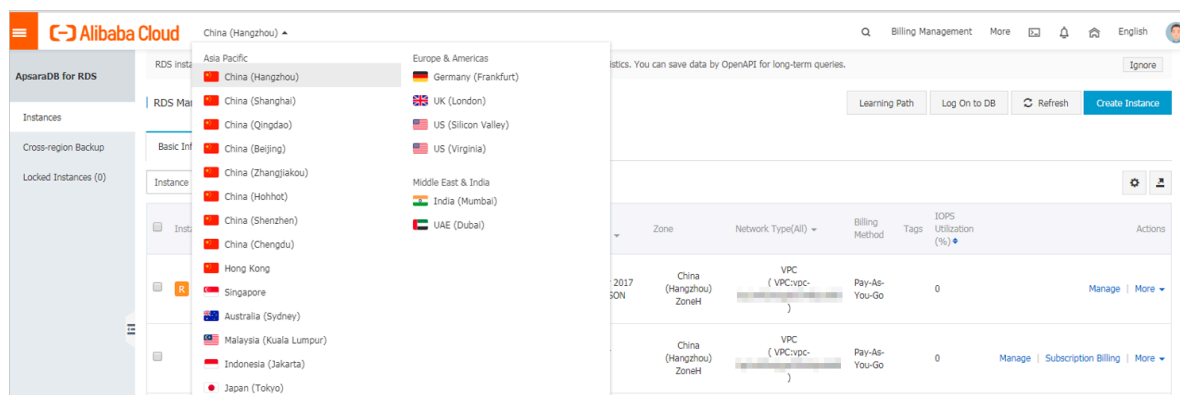 Alibaba Cloud
China (Hangzhou)
Billing Management
More
English
ApsaraDB for RDS
Instances
Cross-region Backup
Locked Instances (0)
RDS insta
Asia Pacific
China (Hangzhou)
China (Shanghai)
China (Qingdao)
China (Beijing)
China (Zhangjiakou)
China (Hohhot)
China (Shenzhen)
China (Chengdu)
Hong Kong
Singapore
Australia (Sydney)
Malaysia (Kuala Lumpur)
Indonesia (Jakarta)
Japan (Tokyo)
Europe & Americas
Germany (Frankfurt)
UK (London)
US (Silicon Valley)
US (Virginia)
Middle East & India
India (Mumbai)
UAE (Dubai)
istics. You can save data by OpenAPI for long-term queries.
Ignore
RDS Mar
Learning Path
Log On to DB
Refresh
Create Instance
Basic Inf
Instance
Insta
Zone
Network Type(All)
Billing
Method
Tags
IOPS
Utilization
(%)
Actions
R
2017
SON
China
(Hangzhou)
ZoneH
VPC
( VPC:vpc-
)
Pay-As-
You-Go
0
Manage | More
China
(Hangzhou)
ZoneH
VPC
( VPC:vpc-
)
Pay-As-
You-Go
0
Manage | Subscription Billing | More